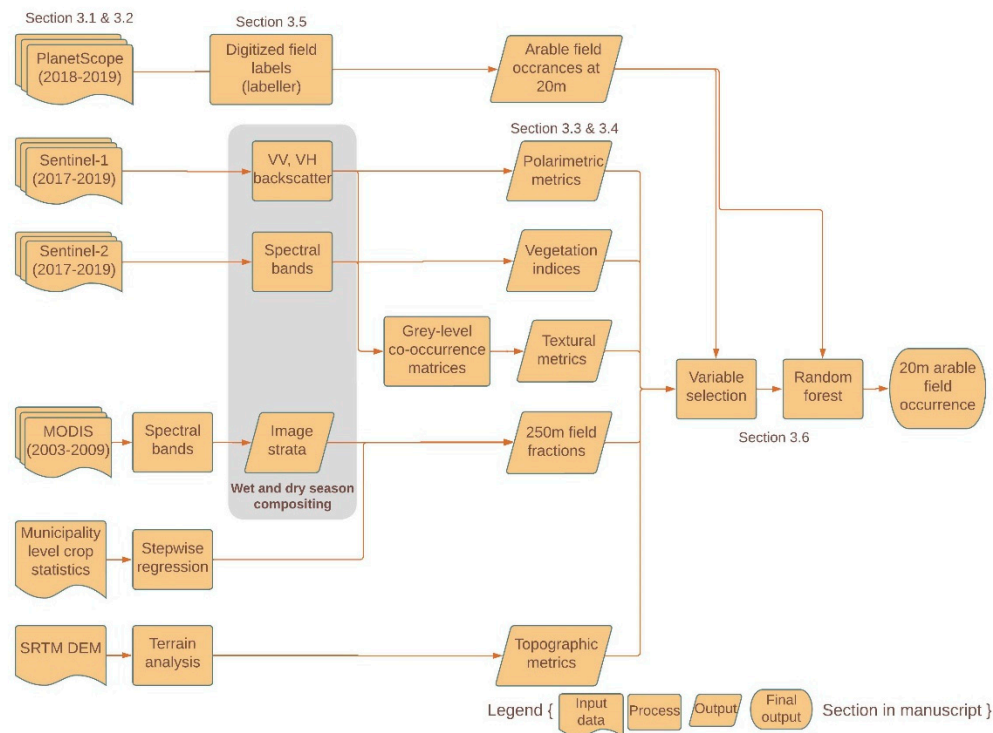 Section 3.1 & 3.2
Section 3.5
PlanetScope
(2018-2019)
Digitized field
labels
(labeller)
Arable field
occrances at
20m
Section 3.3 & 3.4
Sentinel-1
(2017-2019)
VV, VH
backscatter
Polarimetric
metrics
Sentinel-2
(2017-2019)
Spectral
bands
Vegetation
indices
Grey-level
co-occurrence
matrices
Textural
metrics
Variable
selection
Random
forest
20m arable
field
occurrence
Section 3.6
MODIS
(2003-2009)
Spectral
bands
Image
strata
250m field
fractions
Wet and dry season
compositing
Municipality
level crop
statistics
Stepwise
regression
SRTM DEM
Terrain
analysis
Topographic
metrics
Legend {
Input
data
Process
Output
Final
output
Section in manuscript }